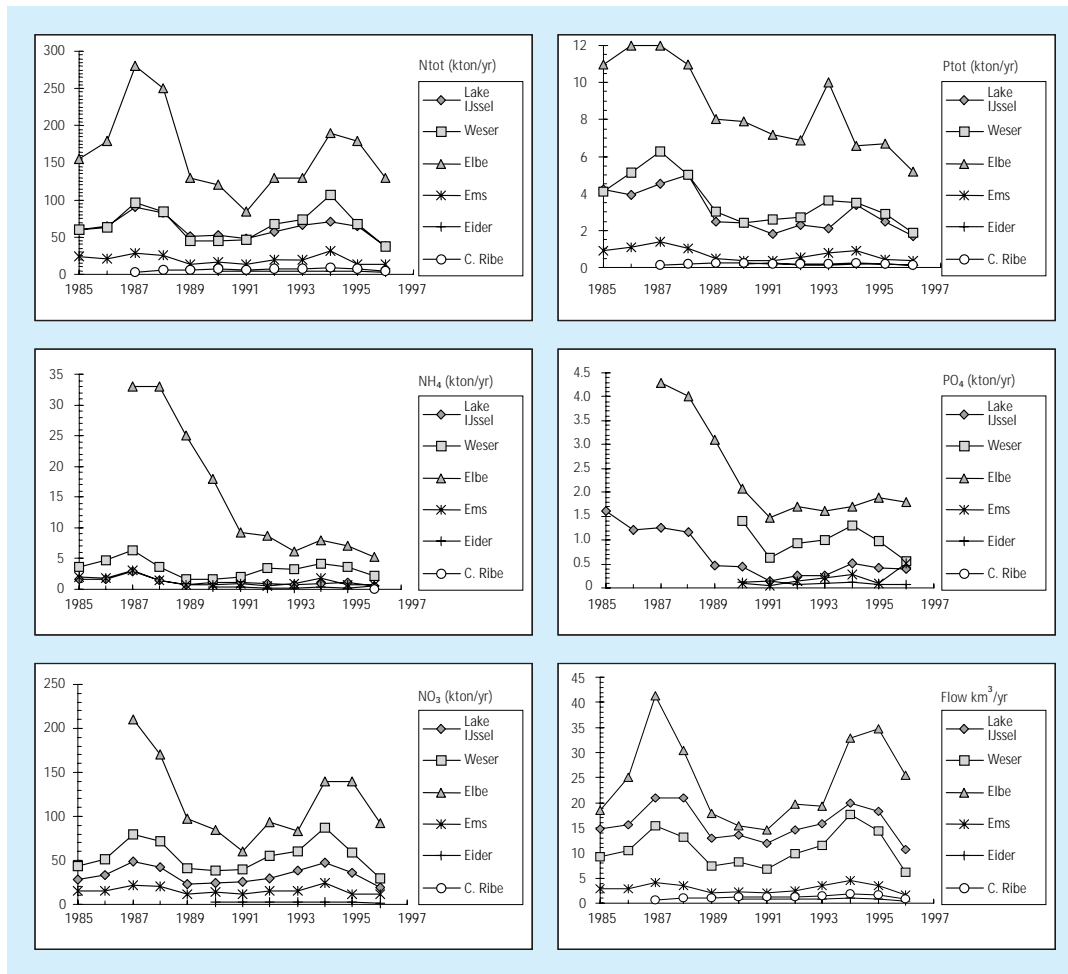 Ntot (kton/yr)
300
250
200
150
100
50
0
1985 1987 1989 1991 1993 1995 1997
Lake
IJssel
Weser
Elbe
Ems
Eider
C. Ribe
Ptot (kton/yr)
12
10
8
6
4
2
0
1985 1987 1989 1991 1993 1995 1997
Lake
IJssel
Weser
Elbe
Ems
Eider
C. Ribe
NH₄ (kton/yr)
35
30
25
20
15
10
5
0
1985 1987 1989 1991 1993 1995 1997
Lake
IJssel
Weser
Elbe
Ems
Eider
C. Ribe
PO₄ (kton/yr)
4.5
4.0
3.5
3.0
2.5
2.0
1.5
1.0
0.5
0
1985 1987 1989 1991 1993 1995 1997
Lake
IJssel
Weser
Elbe
Ems
Eider
C. Ribe
NO₃ (kton/yr)
250
200
150
100
50
0
1985 1987 1989 1991 1993 1995 1997
Lake
IJssel
Weser
Elbe
Ems
Eider
C. Ribe
Flow km³/yr
45
40
35
30
25
20
15
10
5
0
1985 1987 1989 1991 1993 1995 1997
Lake
IJssel
Weser
Elbe
Ems
Eider
C. Ribe